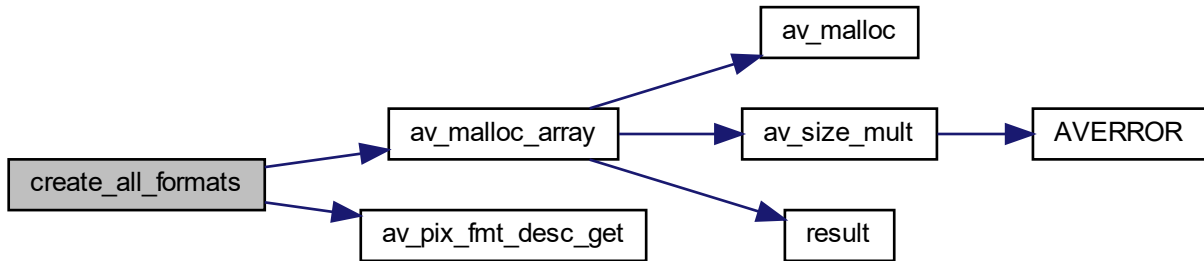 create_all_formats
av_malloc_array
av_pix_fmt_desc_get
av_malloc
av_size_mult
result
AVERROR